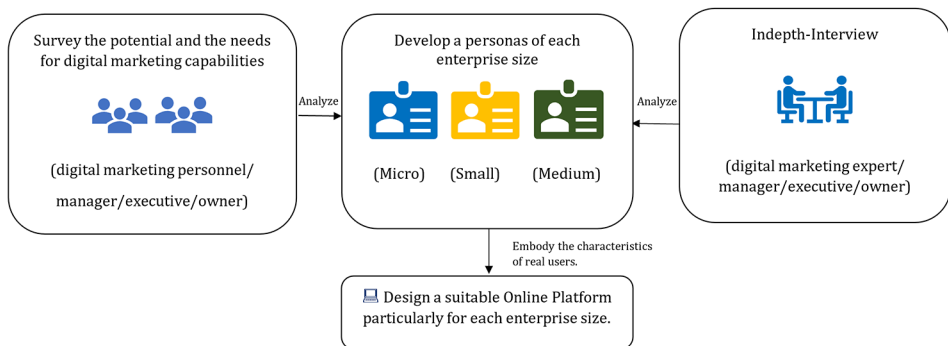 Survey the potential and the needs
for digital marketing capabilities
(digital marketing personnel/
manager/executive/owner)
Analyze
Develop a personas of each
enterprise size
(Micro) (Small) (Medium)
Analyze
Indepth-Interview
(digital marketing expert/
manager/executive/owner)
Embody the characteristics
of real users.
Design a suitable Online Platform
particularly for each enterprise size.